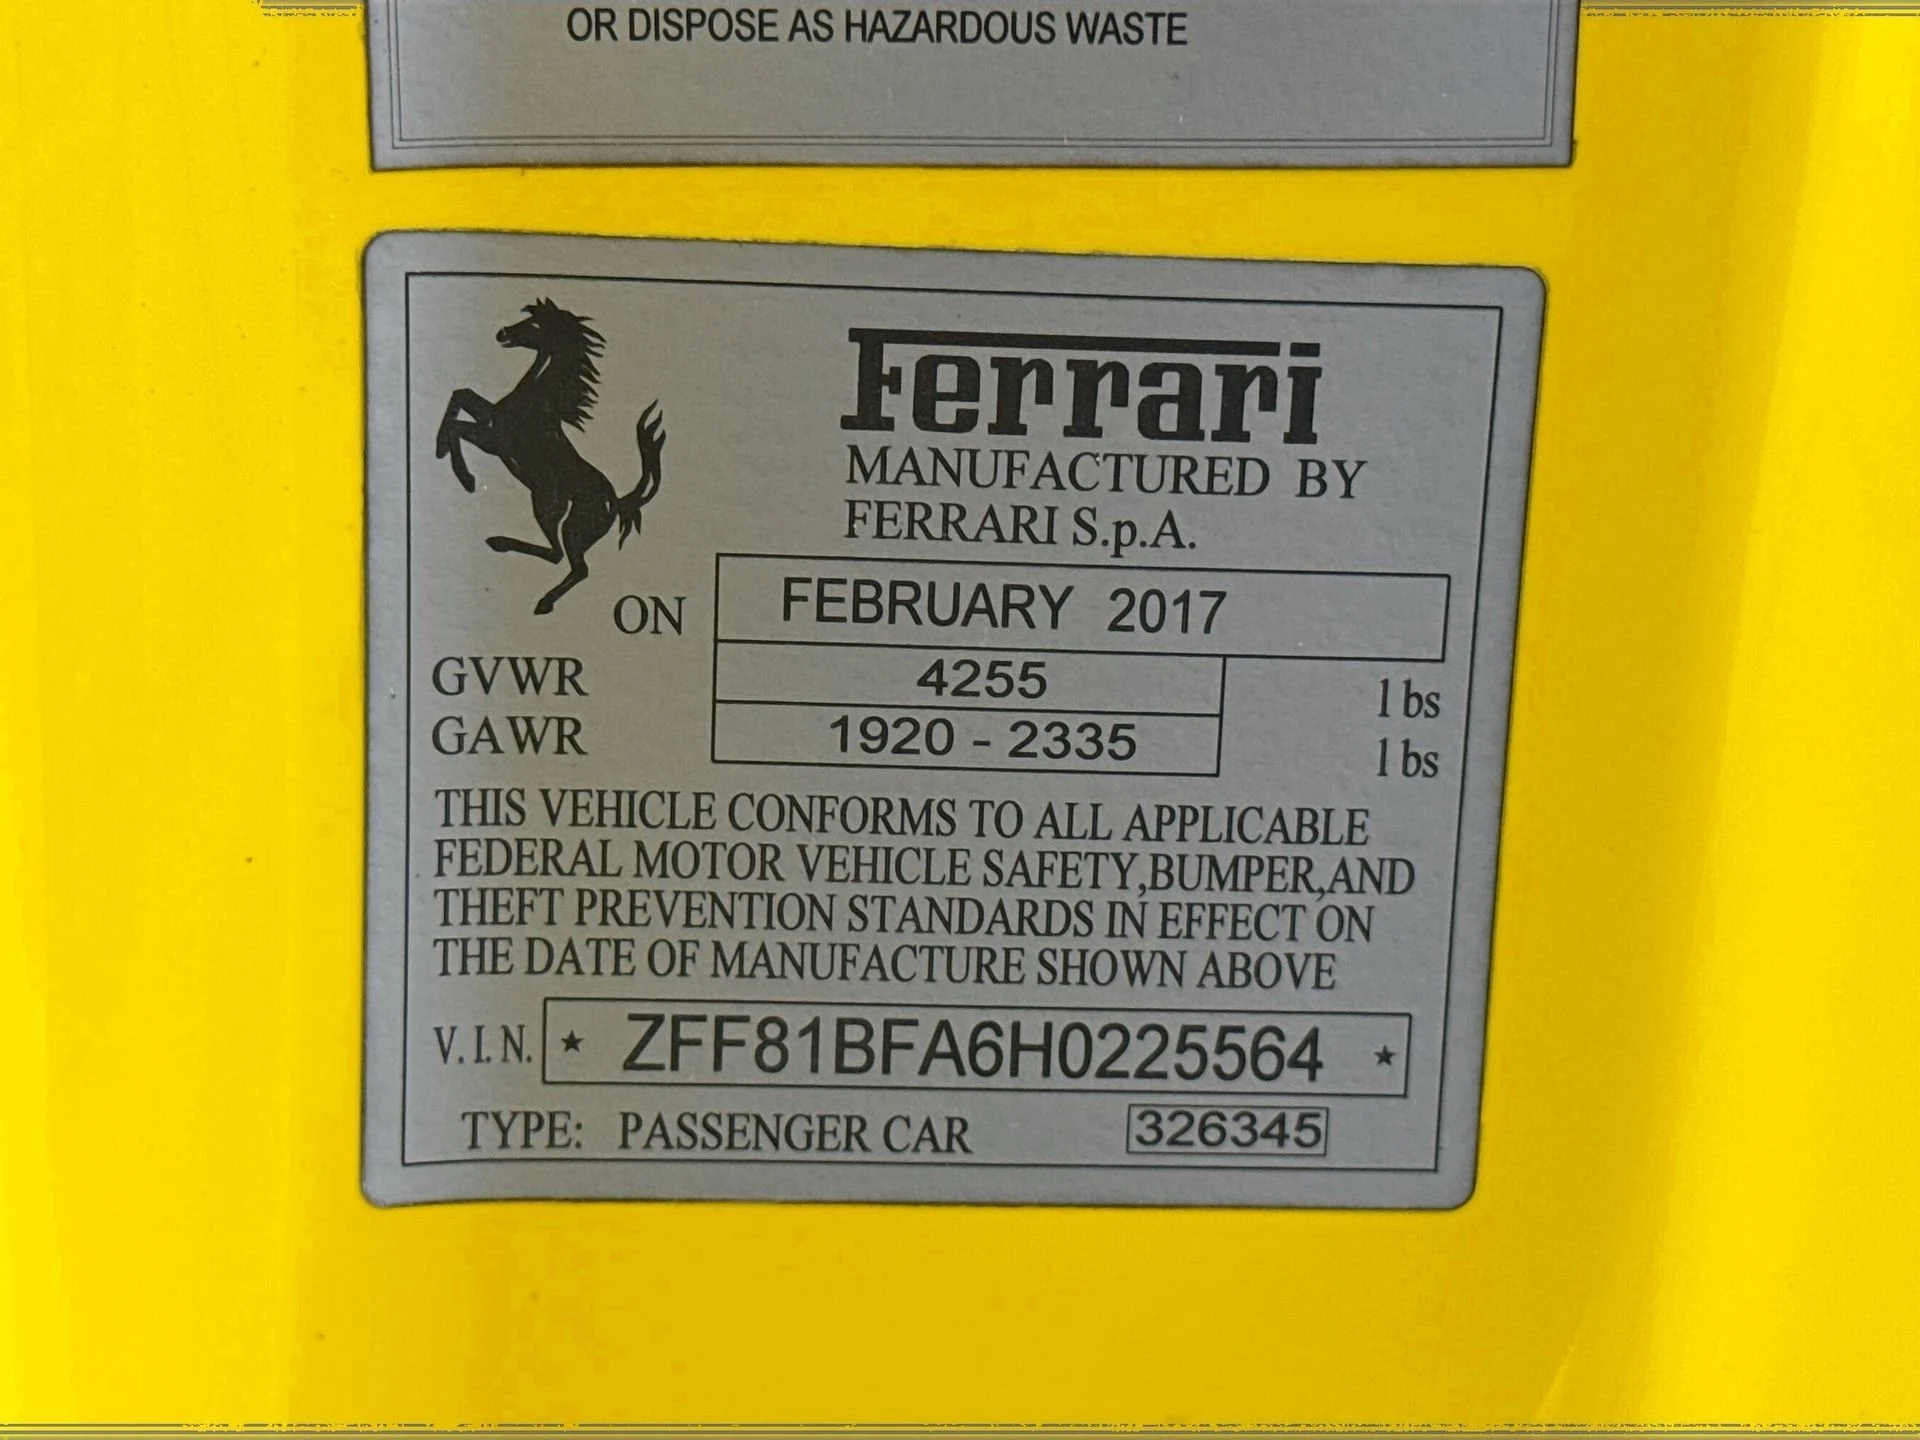 OR DISPOSE AS HAZARDOUS WASTE
Ferrari
MANUFACTURED BY
FERRARI S.p.A.
ON FEBRUARY 2017
GVWR 4255 lbs
GAWR 1920 - 2335 lbs
THIS VEHICLE CONFORMS TO ALL APPLICABLE
FEDERAL MOTOR VEHICLE SAFETY,BUMPER,AND
THEFT PREVENTION STANDARDS IN EFFECT ON
THE DATE OF MANUFACTURE SHOWN ABOVE
V.I.N. ★ ZFF81BFA6H0225564 ★
TYPE: PASSENGER CAR 326345